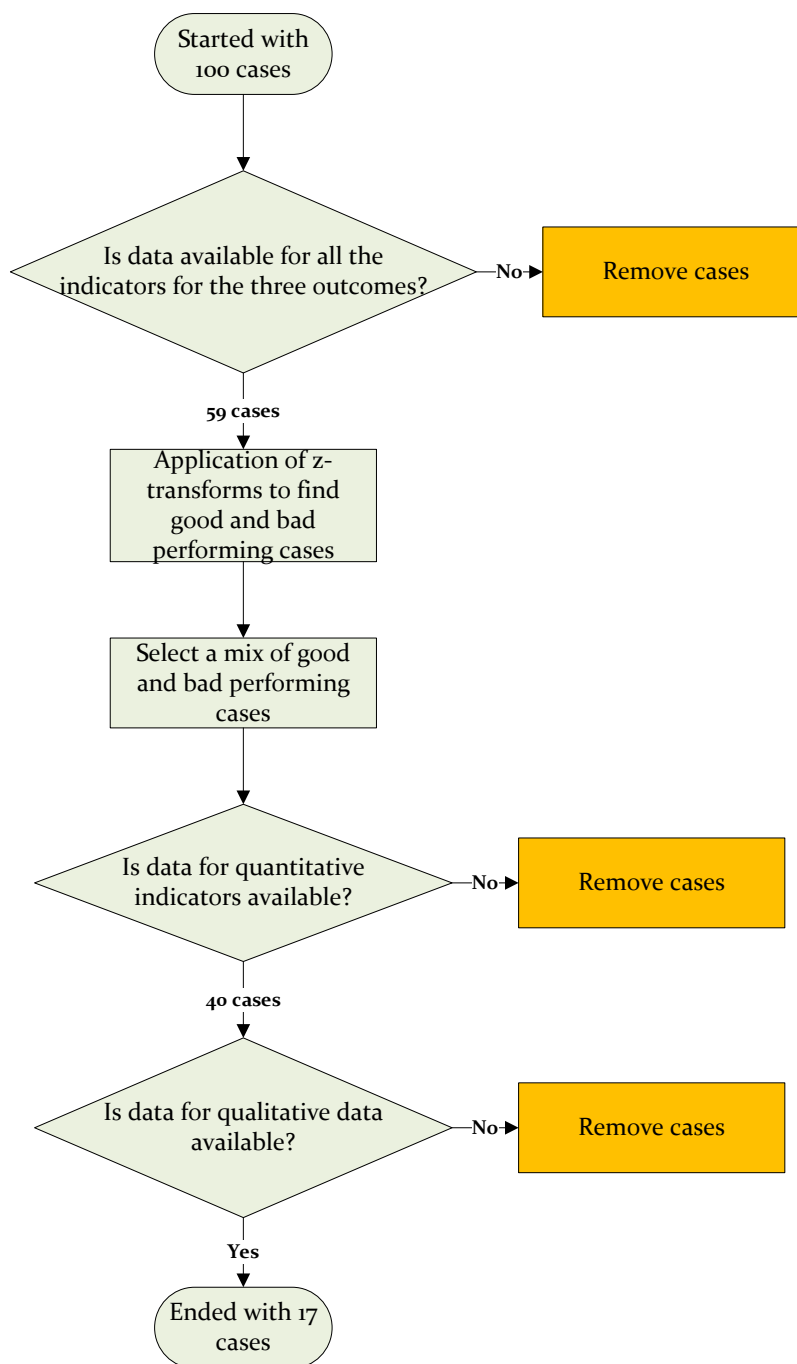 Started with
100 cases
Is data available for all the
indicators for the three outcomes?
No
Remove cases
59 cases
Application of z-
transforms to find
good and bad
performing cases
Select a mix of good
and bad performing
cases
Is data for quantitative
indicators available?
No
Remove cases
40 cases
Is data for qualitative data
available?
No
Remove cases
Yes
Ended with 17
cases